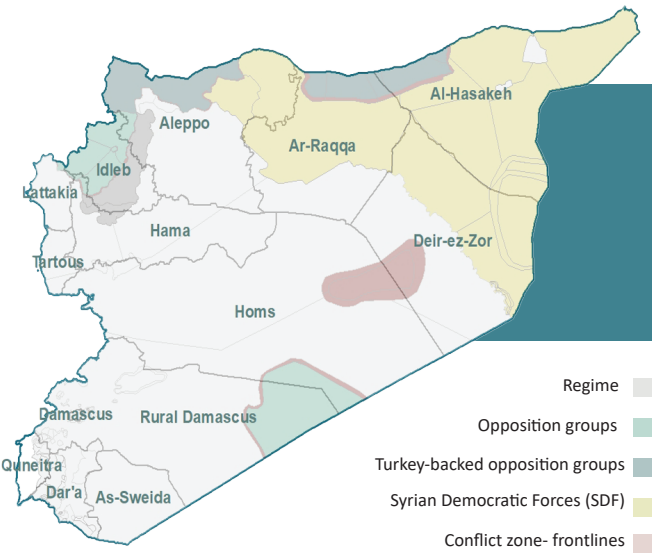 Al-Hasakeh
Aleppo
Ar-Raqqa
Idleb
Lattakia
Hama
Deir-ez-Zor
Tartous
Homs
Damascus
Rural Damascus
Quneitra
Dar'a
As-Sweida
Regime
Opposition groups
Turkey-backed opposition groups
Syrian Democratic Forces (SDF)
Conflict zone- frontlines